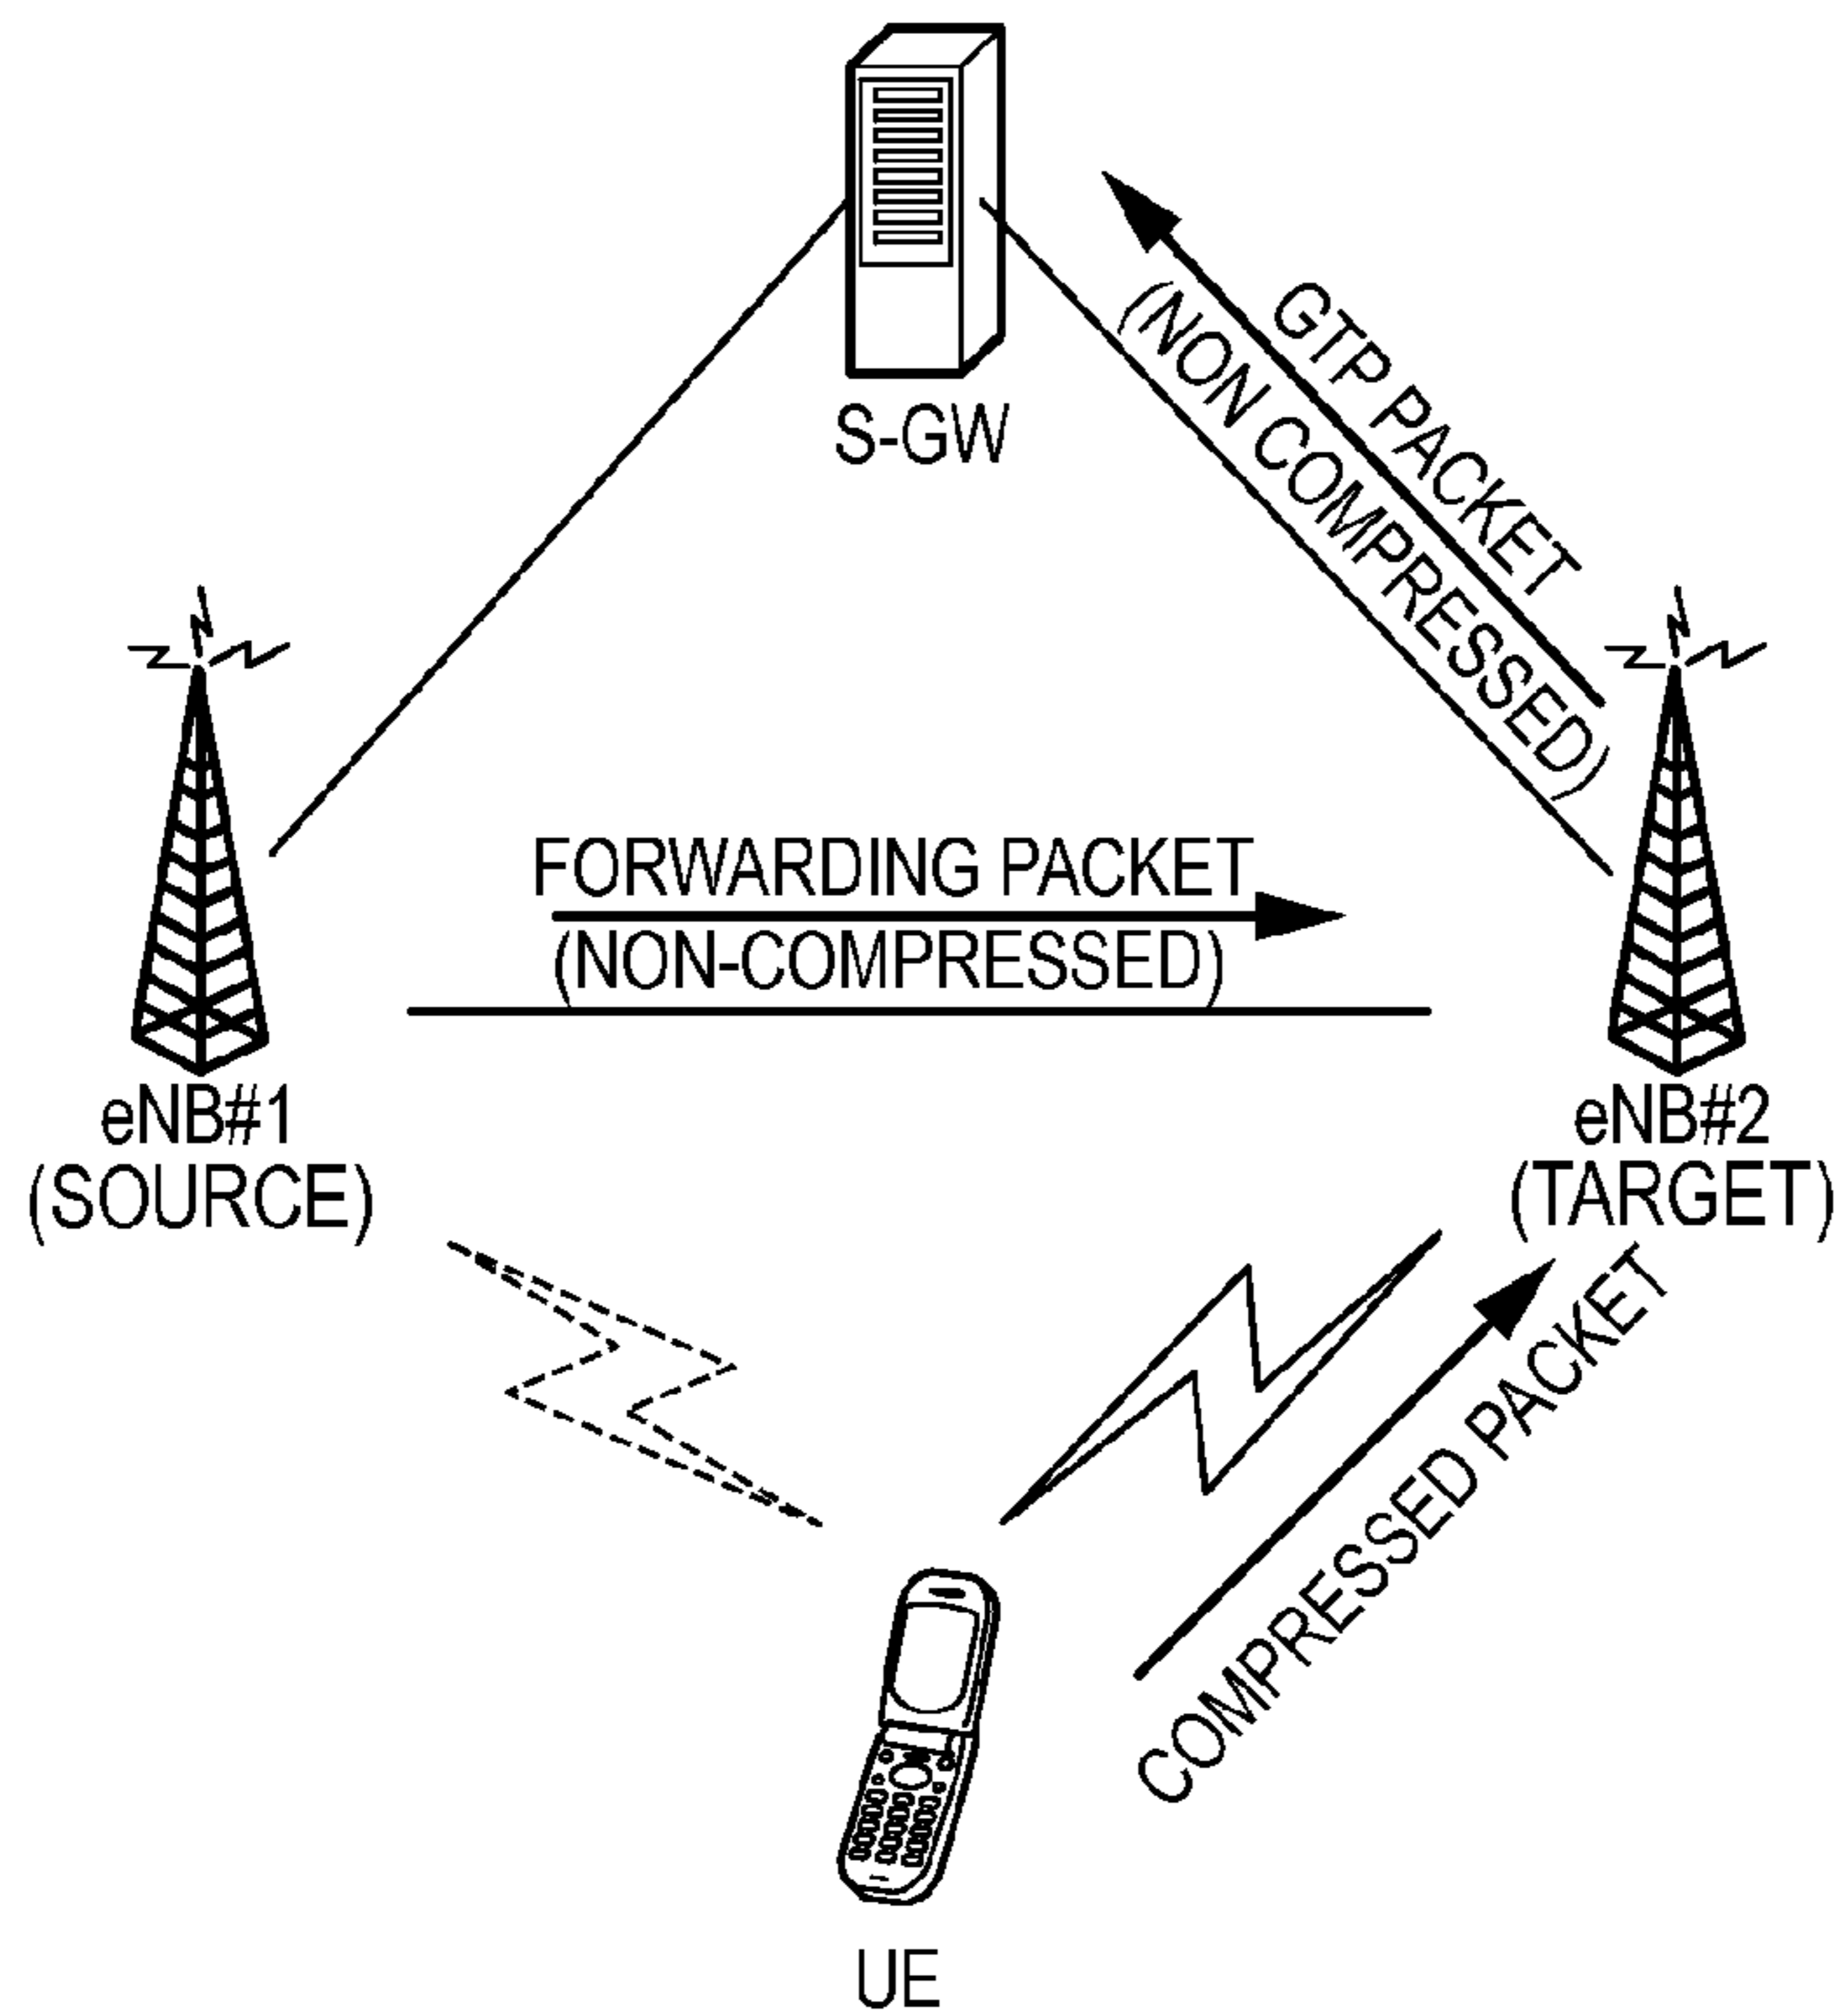 S-GW
GTP PACKET
(NON COMPRESSED)
FORWARDING PACKET
(NON-COMPRESSED)
eNB#1
(SOURCE)
eNB#2
(TARGET)
COMPRESSED PACKET
UE